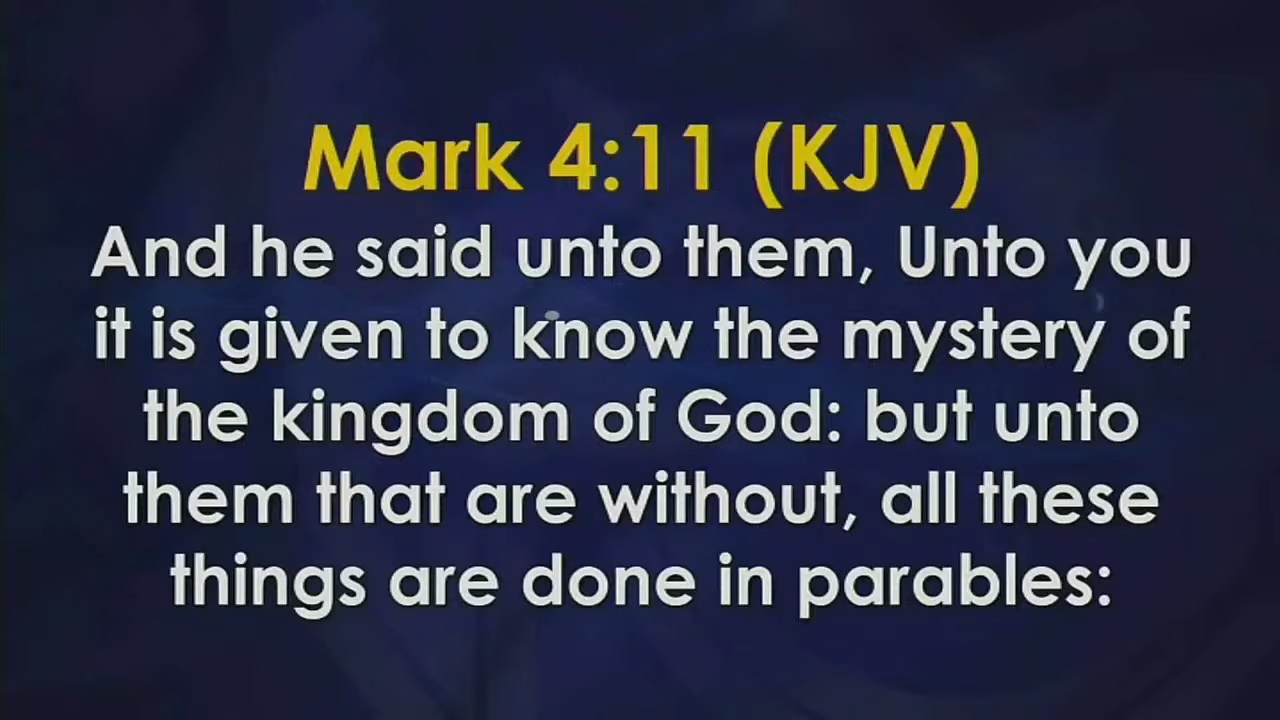 Mark 4:11 (KJV)
And he said unto them, Unto you
it is given to know the mystery of
the kingdom of God: but unto
them that are without, all these
things are done in parables: